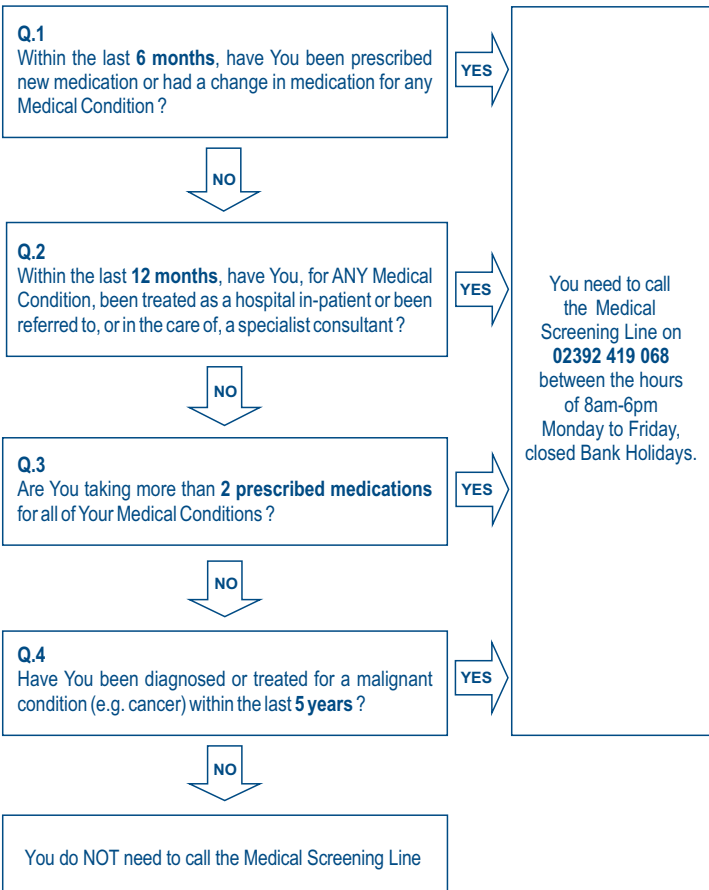 Q.1
Within the last 6 months, have You been prescribed
new medication or had a change in medication for any
Medical Condition ?
YES
NO
Q.2
Within the last 12 months, have You, for ANY Medical
Condition, been treated as a hospital in-patient or been
referred to, or in the care of, a specialist consultant ?
YES
NO
Q.3
Are You taking more than 2 prescribed medications
for all of Your Medical Conditions ?
YES
NO
Q.4
Have You been diagnosed or treated for a malignant
condition (e.g. cancer) within the last 5 years ?
YES
NO
You do NOT need to call the Medical Screening Line
You need to call
the Medical
Screening Line on
02392 419 068
between the hours
of 8am-6pm
Monday to Friday,
closed Bank Holidays.